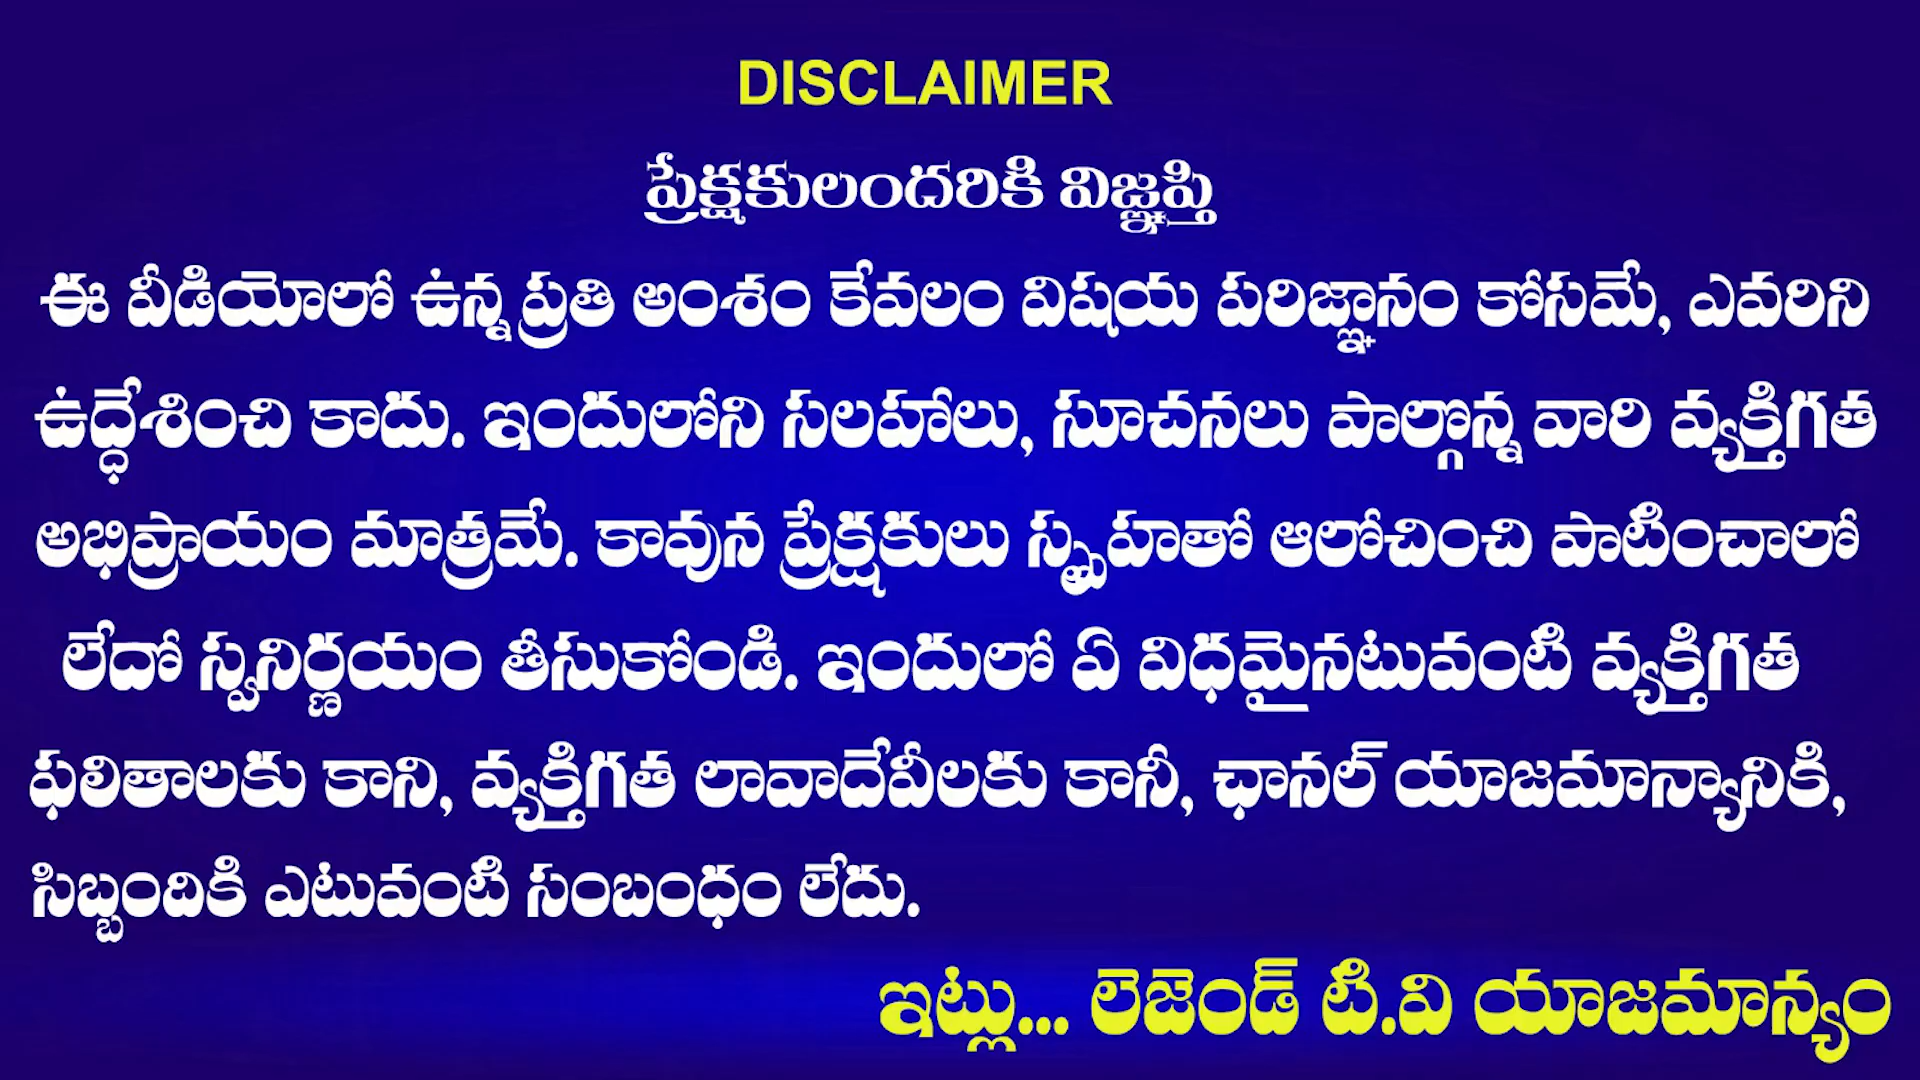 DISCLAIMER
ప్రేక్షకులందరికి విజ్ఞప్తి
ఈ వీడియోలో ఉన్న ప్రతి అంశం కేవలం విషయ పరిజ్ఞానం కోసమే, ఎవరిని
ఉద్ధేశించి కాదు. ఇందులోని సలహాలు, సూచనలు పాల్గొన్న వారి వ్యక్తిగత
అభిప్రాయం మాత్రమే. కావున ప్రేక్షకులు స్పృహతో ఆలోచించి పాటించాలో
లేదో స్వనిర్ణయం తీసుకోండి. ఇందులో ఏ విధమైనటువంటి వ్యక్తిగత
ఫలితాలకు కాని, వ్యక్తిగత లావాదేవీలకు కానీ, ఛానల్ యాజమాన్యానికి,
సిబ్బందికి ఎటువంటి సంబంధం లేదు.
ఇట్లు... లెజెండ్ టి.వి యాజమాన్యం